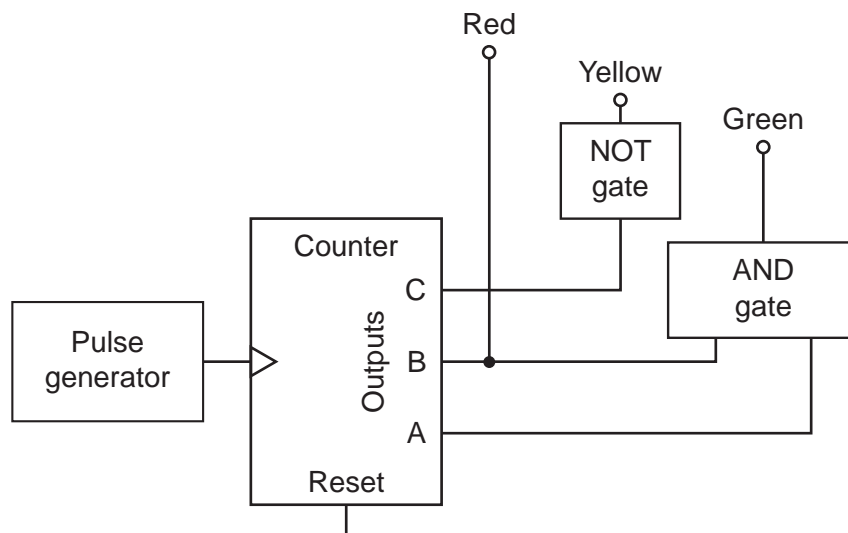 Red
Yellow
Green
NOT
gate
Counter
AND
gate
C
Pulse
generator
Outputs
B
A
Reset